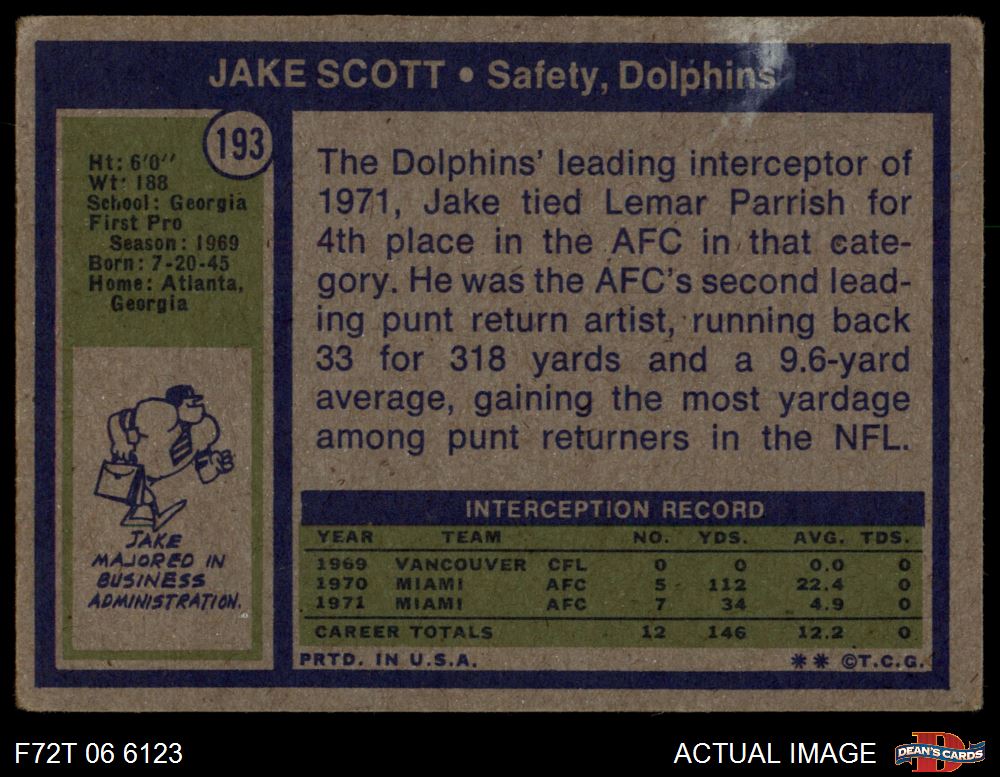 JAKE SCOTT • Safety, Dolphins
193
Ht: 6'0"
Wt: 188
School: Georgia
First Pro
Season: 1969
Born: 7-20-45
Home: Atlanta,
Georgia
JAKE
MAJORED IN
BUSINESS
ADMINISTRATION.
The Dolphins' leading interceptor of
1971, Jake tied Lemar Parrish for
4th place in the AFC in that cate-
gory. He was the AFC's second lead-
ing punt return artist, running back
33 for 318 yards and a 9.6-yard
average, gaining the most yardage
among punt returners in the NFL.
INTERCEPTION RECORD
YEAR TEAM NO. YDS. AVG. TDS.
1969 VANCOUVER CFL 0 0 0.0 0
1970 MIAMI AFC 5 112 22.4 0
1971 MIAMI AFC 7 34 4.9 0
CAREER TOTALS 12 146 12.2 0
PRTD. IN U.S.A. ** ©T.C.G.
F72T 06 6123 ACTUAL IMAGE DEAN'S CARDS